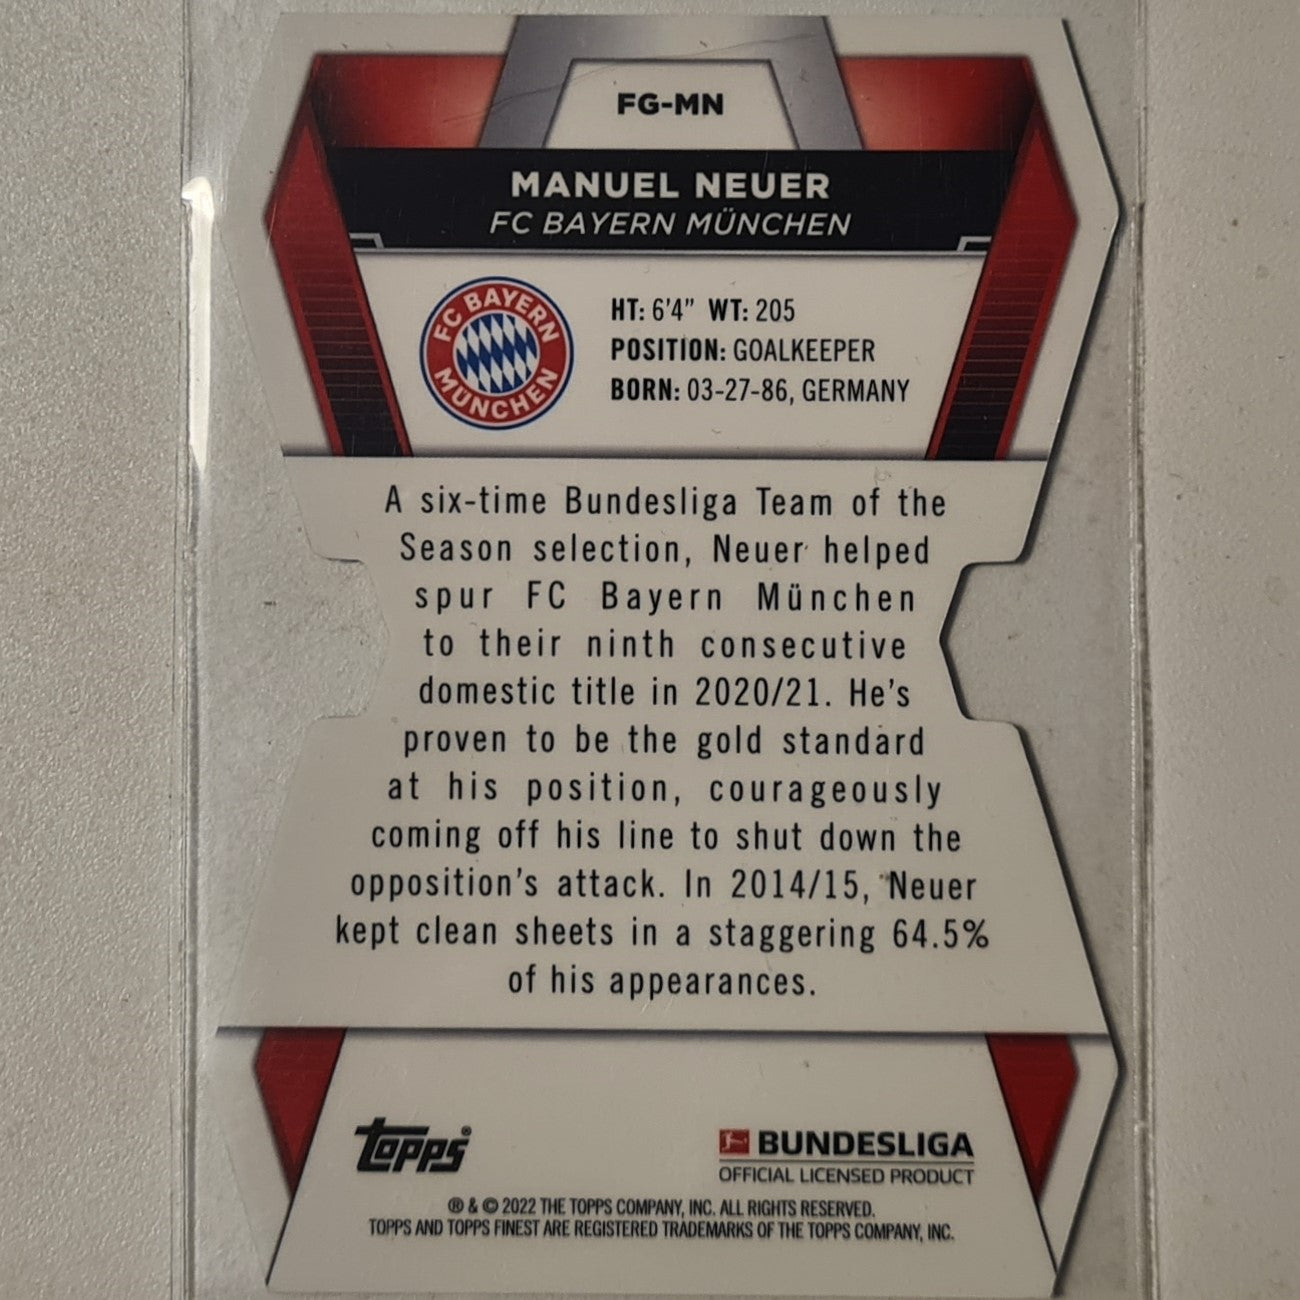 FG-MN
MANUEL NEUER
FC BAYERN MÜNCHEN
FC BAYERN
MÜNCHEN
HT: 6'4" WT: 205
POSITION: GOALKEEPER
BORN: 03-27-86, GERMANY
A six-time Bundesliga Team of the
Season selection, Neuer helped
spur FC Bayern München
to their ninth consecutive
domestic title in 2020/21. He's
proven to be the gold standard
at his position, courageously
coming off his line to shut down the
opposition's attack. In 2014/15, Neuer
kept clean sheets in a staggering 64.5%
of his appearances.
Topps®
BUNDESLIGA
OFFICIAL LICENSED PRODUCT
® & © 2022 THE TOPPS COMPANY, INC. ALL RIGHTS RESERVED.
TOPPS AND TOPPS FINEST ARE REGISTERED TRADEMARKS OF THE TOPPS COMPANY, INC.